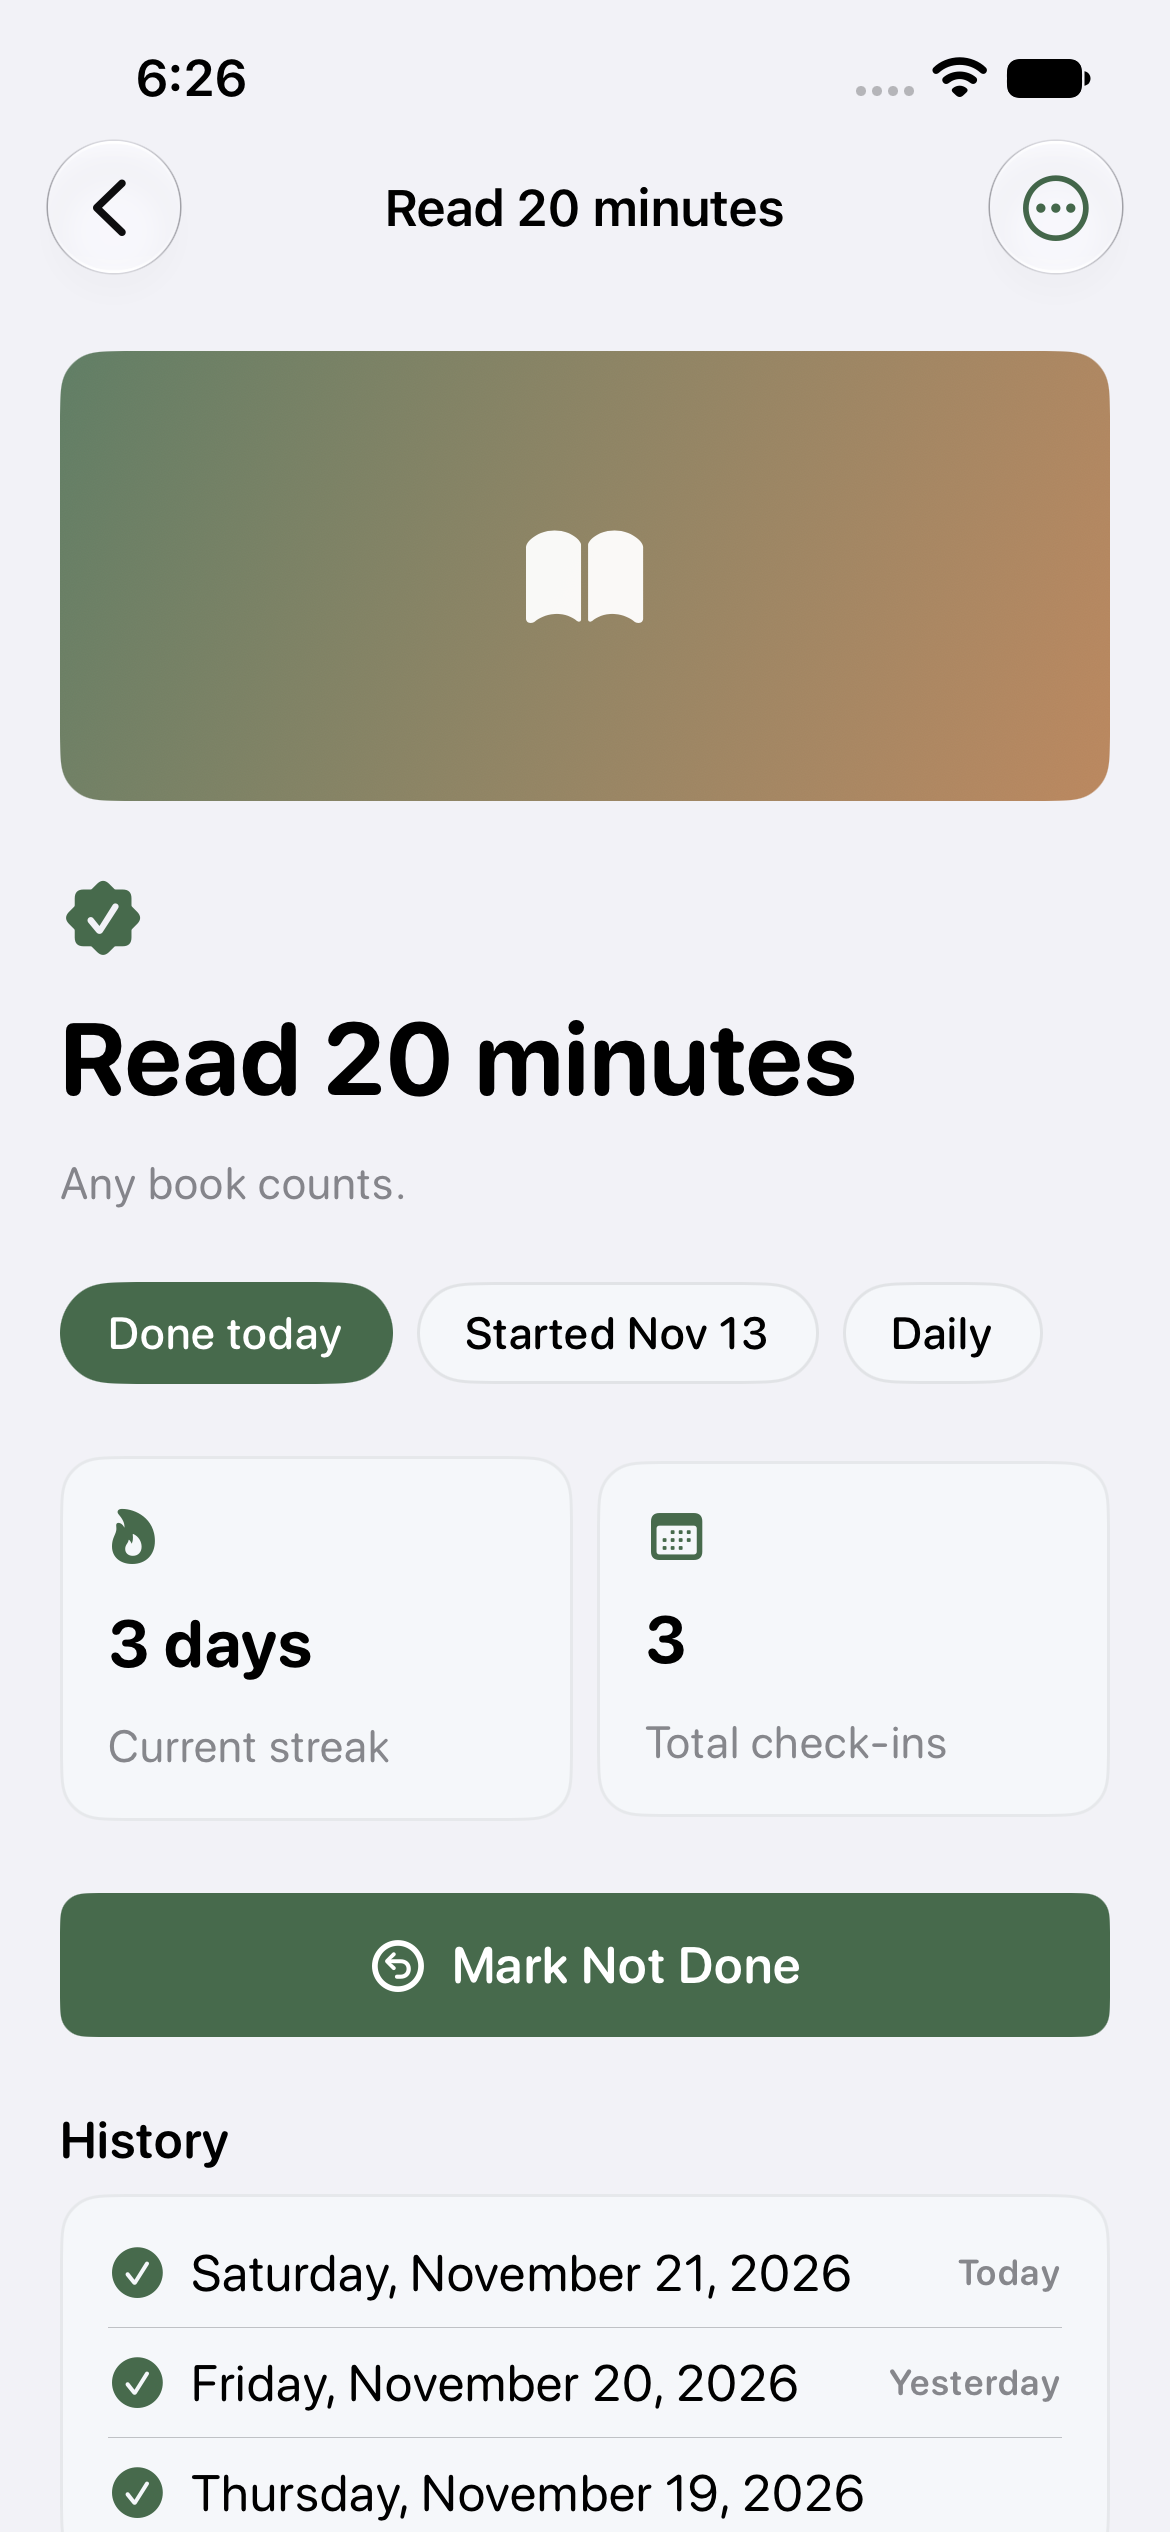 6:26
Read 20 minutes
Read 20 minutes
Any book counts.
Done today
Started Nov 13
Daily
3 days
Current streak
3
Total check-ins
Mark Not Done
History
Saturday, November 21, 2026 Today
Friday, November 20, 2026 Yesterday
Thursday, November 19, 2026